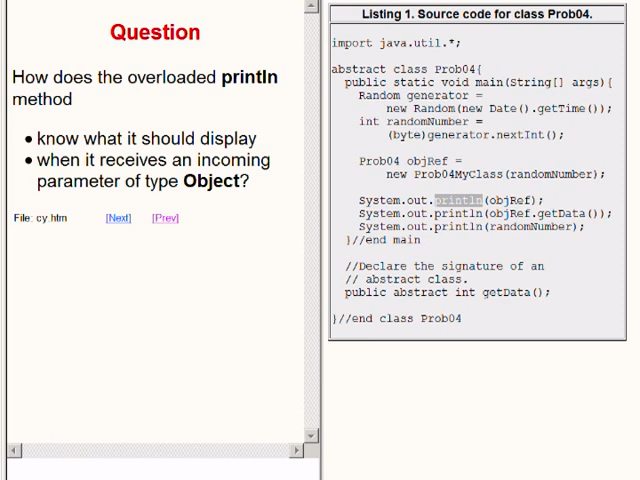 Question
How does the overloaded println
method
• know what it should display
• when it receives an incoming
parameter of type Object?
File: cy.htm [Next] [Prev]
Listing 1. Source code for class Prob04.
import java.util.*;
abstract class Prob04{
  public static void main(String[] args){
    Random generator =
        new Random(new Date().getTime());
    int randomNumber =
        (byte)generator.nextInt();
    Prob04 objRef =
        new Prob04MyClass(randomNumber);
    System.out.println(objRef);
    System.out.println(objRef.getData());
    System.out.println(randomNumber);
  }//end main
  //Declare the signature of an
  // abstract class.
  public abstract int getData();
}//end class Prob04